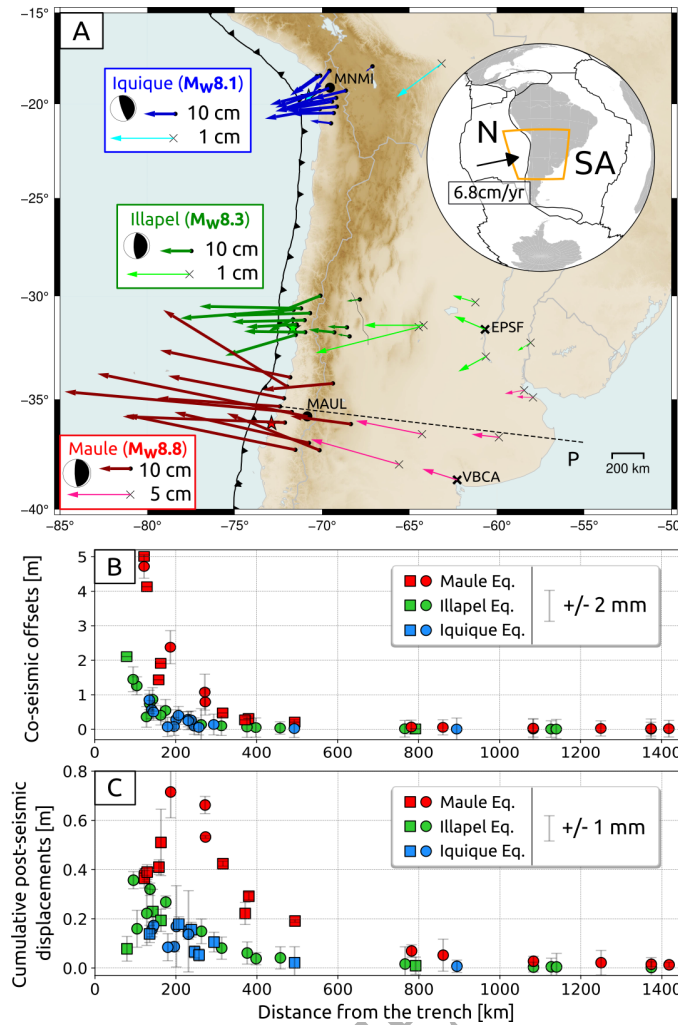 A
Iquique (Mw8.1)
10 cm
1 cm
Illapel (Mw8.3)
10 cm
1 cm
Maule (Mw8.8)
10 cm
5 cm
MNMI
EPSF
MAUL
VBCA
P
200 km
N
SA
6.8cm/yr
−15°
−20°
−25°
−30°
−35°
−40°
−85° −80° −75° −70° −65° −60° −55° −50°
B
Co-seismic offsets [m]
5
4
3
2
1
0
Maule Eq.
Illapel Eq.
Iquique Eq.
+/- 2 mm
0 200 400 600 800 1000 1200 1400
C
Cumulative post-seismic
displacements [m]
0.8
0.6
0.4
0.2
0.0
Maule Eq.
Illapel Eq.
Iquique Eq.
+/- 1 mm
0 200 400 600 800 1000 1200 1400
Distance from the trench [km]